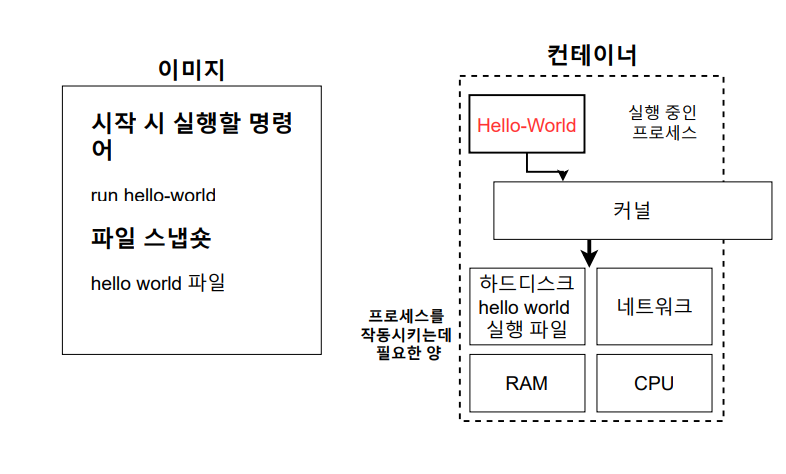 이미지
시작 시 실행할 명령
어
run hello-world
파일 스냅숏
hello world 파일
컨테이너
Hello-World
실행 중인
프로세스
커널
프로세스를
작동시키는데
필요한 양
하드디스크
hello world
실행 파일
네트워크
RAM
CPU